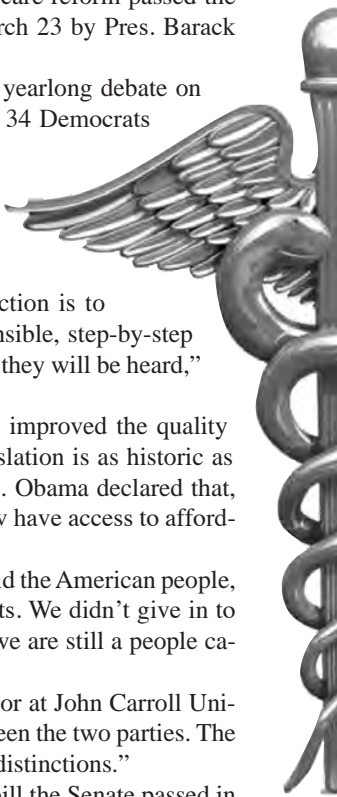 care reform passed the
rch 23 by Pres. Barack
yearlong debate on
34 Democrats
ction is to
nsible, step-by-step
they will be heard,”
improved the quality
slation is as historic as
. Obama declared that,
v have access to afford-
id the American people,
ts. We didn’t give in to
ve are still a people ca-
or at John Carroll Uni-
een the two parties. The
distinctions.”
bill the Senate passed in